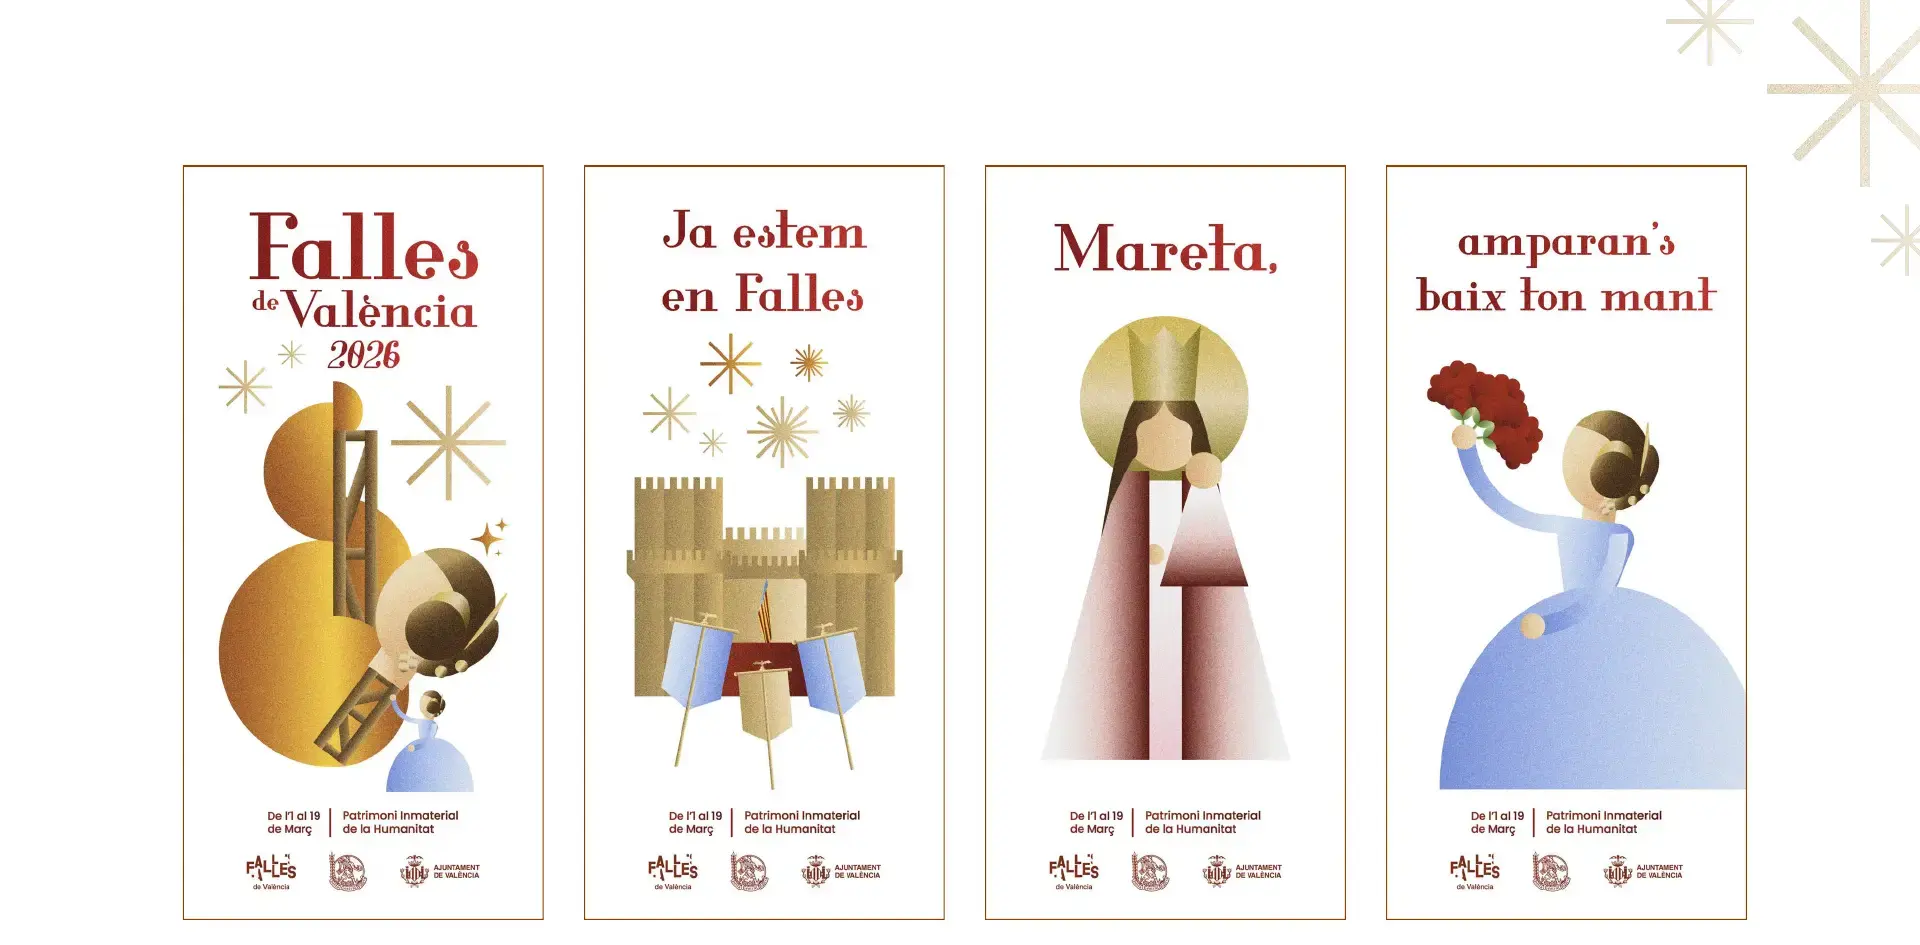 Falles
de València
2026
De l'1 al 19
de Març
Patrimoni Inmaterial
de la Humanitat
FALLES
de València
AJUNTAMENT
DE VALÈNCIA
Ja estem
en Falles
De l'1 al 19
de Març
Patrimoni Inmaterial
de la Humanitat
FALLES
de València
AJUNTAMENT
DE VALÈNCIA
Mareta,
De l'1 al 19
de Març
Patrimoni Inmaterial
de la Humanitat
FALLES
de València
AJUNTAMENT
DE VALÈNCIA
amparan's
baix ton mant
De l'1 al 19
de Març
Patrimoni Inmaterial
de la Humanitat
FALLES
de València
AJUNTAMENT
DE VALÈNCIA